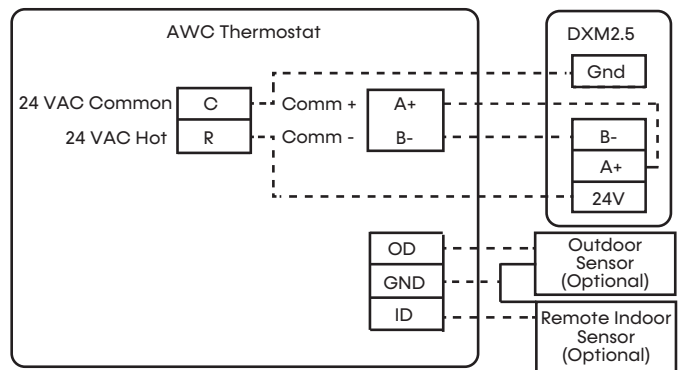 AWC Thermostat
DXM2.5
Gnd
24 VAC Common
C
Comm +
A+
24 VAC Hot
R
Comm -
B-
B-
A+
24V
OD
Outdoor
Sensor
(Optional)
GND
ID
Remote Indoor
Sensor
(Optional)